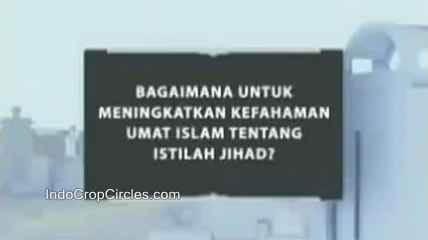 BAGAIMANA UNTUK
MENINGKATKAN KEFAHAMAN
UMAT ISLAM TENTANG
ISTILAH JIHAD?
IndoCropCircles.com